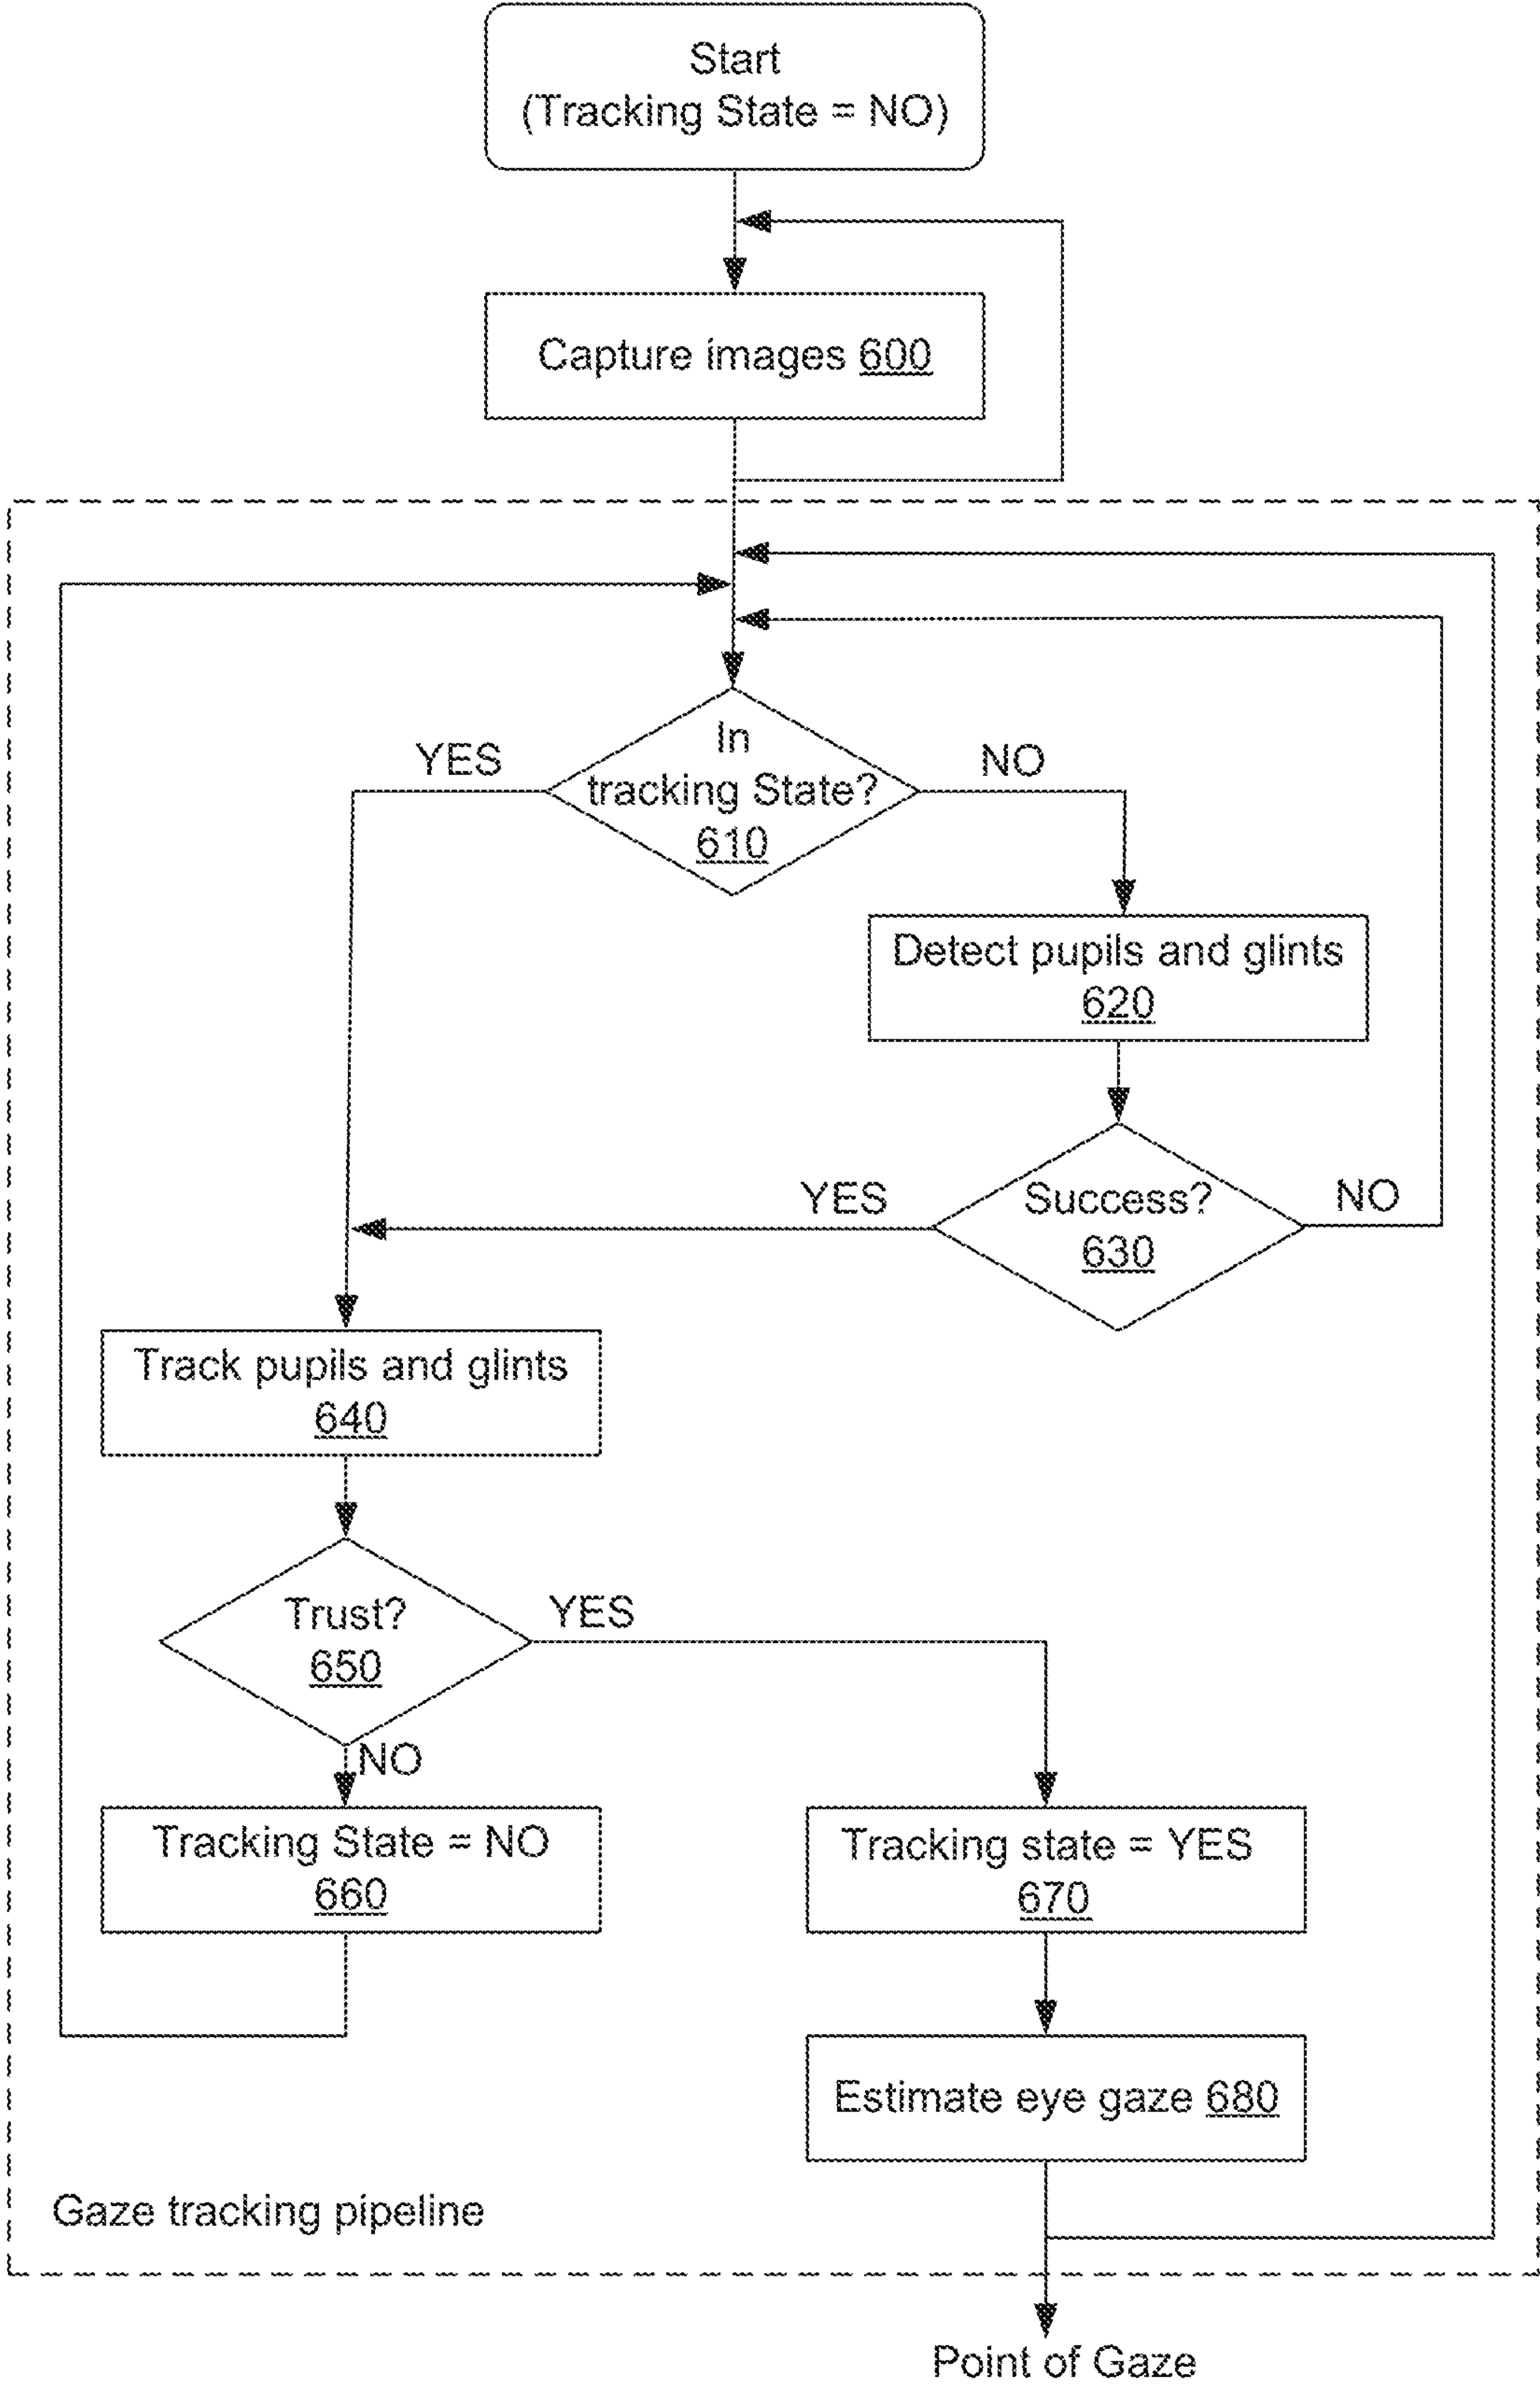 Start
(Tracking State = NO)
Capture images 600
In
tracking State?
610
YES
NO
Detect pupils and glints
620
Success?
630
YES
NO
Track pupils and glints
640
Trust?
650
YES
NO
Tracking State = NO
660
Tracking state = YES
670
Estimate eye gaze 680
Gaze tracking pipeline
Point of Gaze